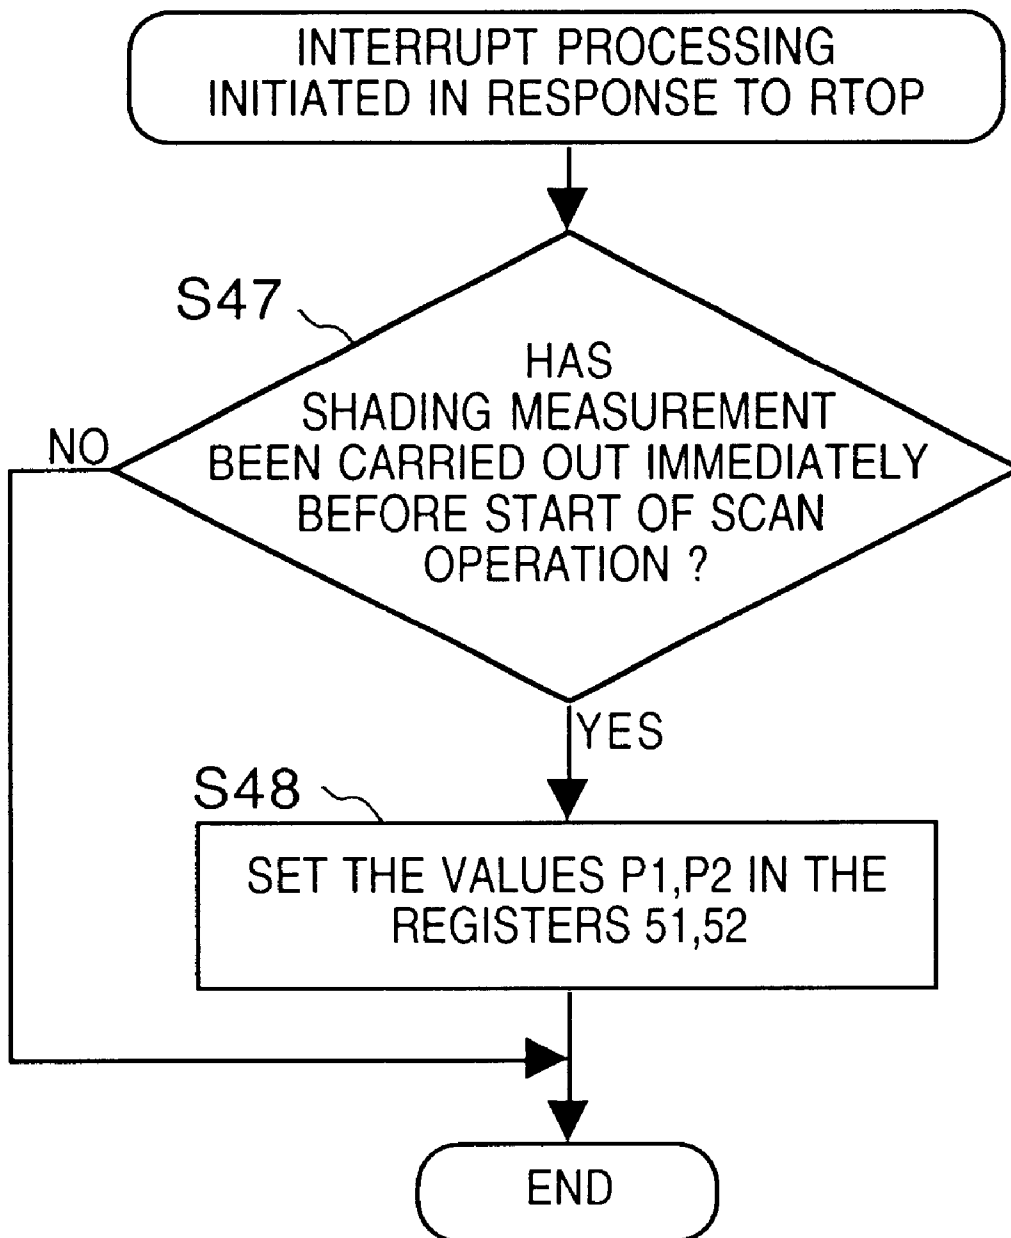 INTERRUPT PROCESSING
INITIATED IN RESPONSE TO RTOP
S47
HAS
SHADING MEASUREMENT
NO
BEEN CARRIED OUT IMMEDIATELY
BEFORE START OF SCAN
OPERATION ?
YES
S48
SET THE VALUES P1,P2 IN THE
REGISTERS 51,52
END